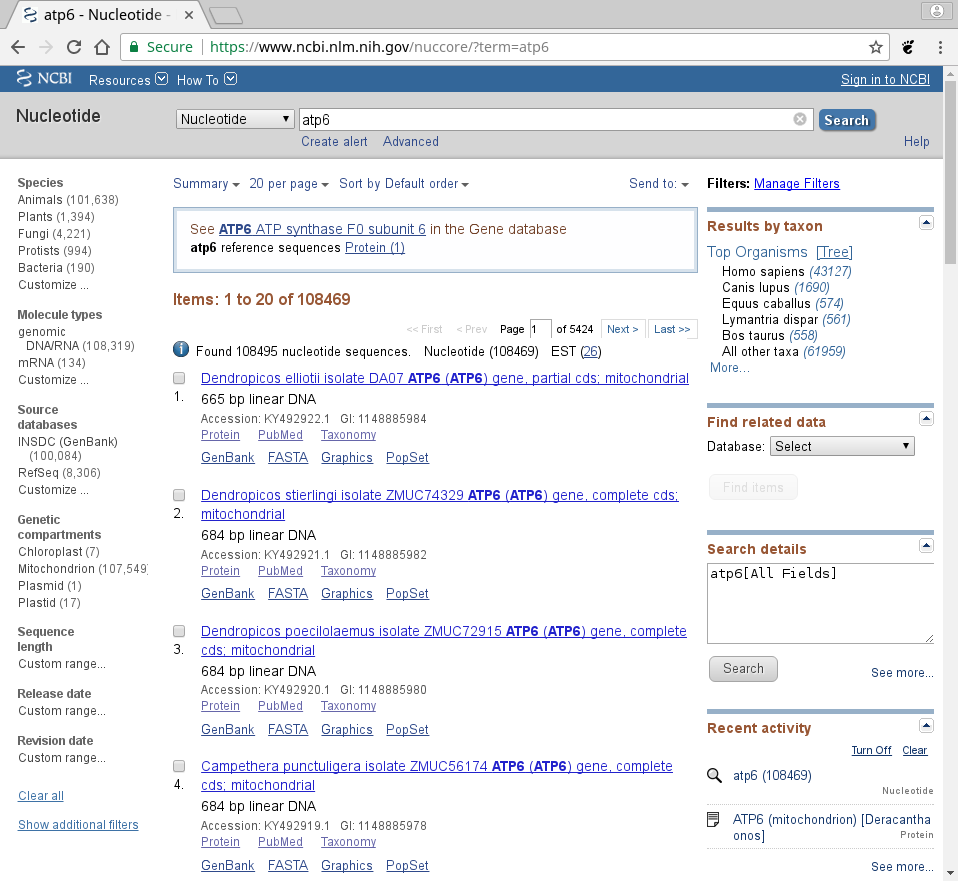 atp6 - Nucleotide -
Secure https://www.ncbi.nlm.nih.gov/nuccore/?term=atp6
NCBI Resources How To Sign in to NCBI
Nucleotide Nucleotide atp6 Search
Create alert Advanced Help
Species
Animals (101,638)
Plants (1,394)
Fungi (4,221)
Protists (994)
Bacteria (190)
Customize ...
Molecule types
genomic
DNA/RNA (108,319)
mRNA (134)
Customize ...
Source
databases
INSDC (GenBank)
(100,084)
RefSeq (8,306)
Customize ...
Genetic
compartments
Chloroplast (7)
Mitochondrion (107,549)
Plasmid (1)
Plastid (17)
Sequence
length
Custom range...
Release date
Custom range...
Revision date
Custom range...
Clear all
Show additional filters
Summary 20 per page Sort by Default order Send to:
See ATP6 ATP synthase F0 subunit 6 in the Gene database
atp6 reference sequences Protein (1)
Items: 1 to 20 of 108469
<< First < Prev Page 1 of 5424 Next > Last >>
Found 108495 nucleotide sequences. Nucleotide (108469) EST (26)
Dendropicos elliotii isolate DA07 ATP6 (ATP6) gene, partial cds; mitochondrial
1.
665 bp linear DNA
Accession: KY492922.1 GI: 1148885984
Protein PubMed Taxonomy
GenBank FASTA Graphics PopSet
Dendropicos stierlingi isolate ZMUC74329 ATP6 (ATP6) gene, complete cds;
2. mitochondrial
684 bp linear DNA
Accession: KY492921.1 GI: 1148885982
Protein PubMed Taxonomy
GenBank FASTA Graphics PopSet
Dendropicos poecilolaemus isolate ZMUC72915 ATP6 (ATP6) gene, complete
3. cds; mitochondrial
684 bp linear DNA
Accession: KY492920.1 GI: 1148885980
Protein PubMed Taxonomy
GenBank FASTA Graphics PopSet
Campethera punctuligera isolate ZMUC56174 ATP6 (ATP6) gene, complete
4. cds; mitochondrial
684 bp linear DNA
Accession: KY492919.1 GI: 1148885978
Protein PubMed Taxonomy
GenBank FASTA Graphics PopSet
Filters: Manage Filters
Results by taxon
Top Organisms [Tree]
Homo sapiens (43127)
Canis lupus (1690)
Equus caballus (574)
Lymantria dispar (561)
Bos taurus (558)
All other taxa (61959)
More...
Find related data
Database: Select
Find items
Search details
atp6[All Fields]
Search See more...
Recent activity
Turn Off Clear
atp6 (108469)
Nucleotide
ATP6 (mitochondrion) [Deracantha
onos]
Protein
See more...